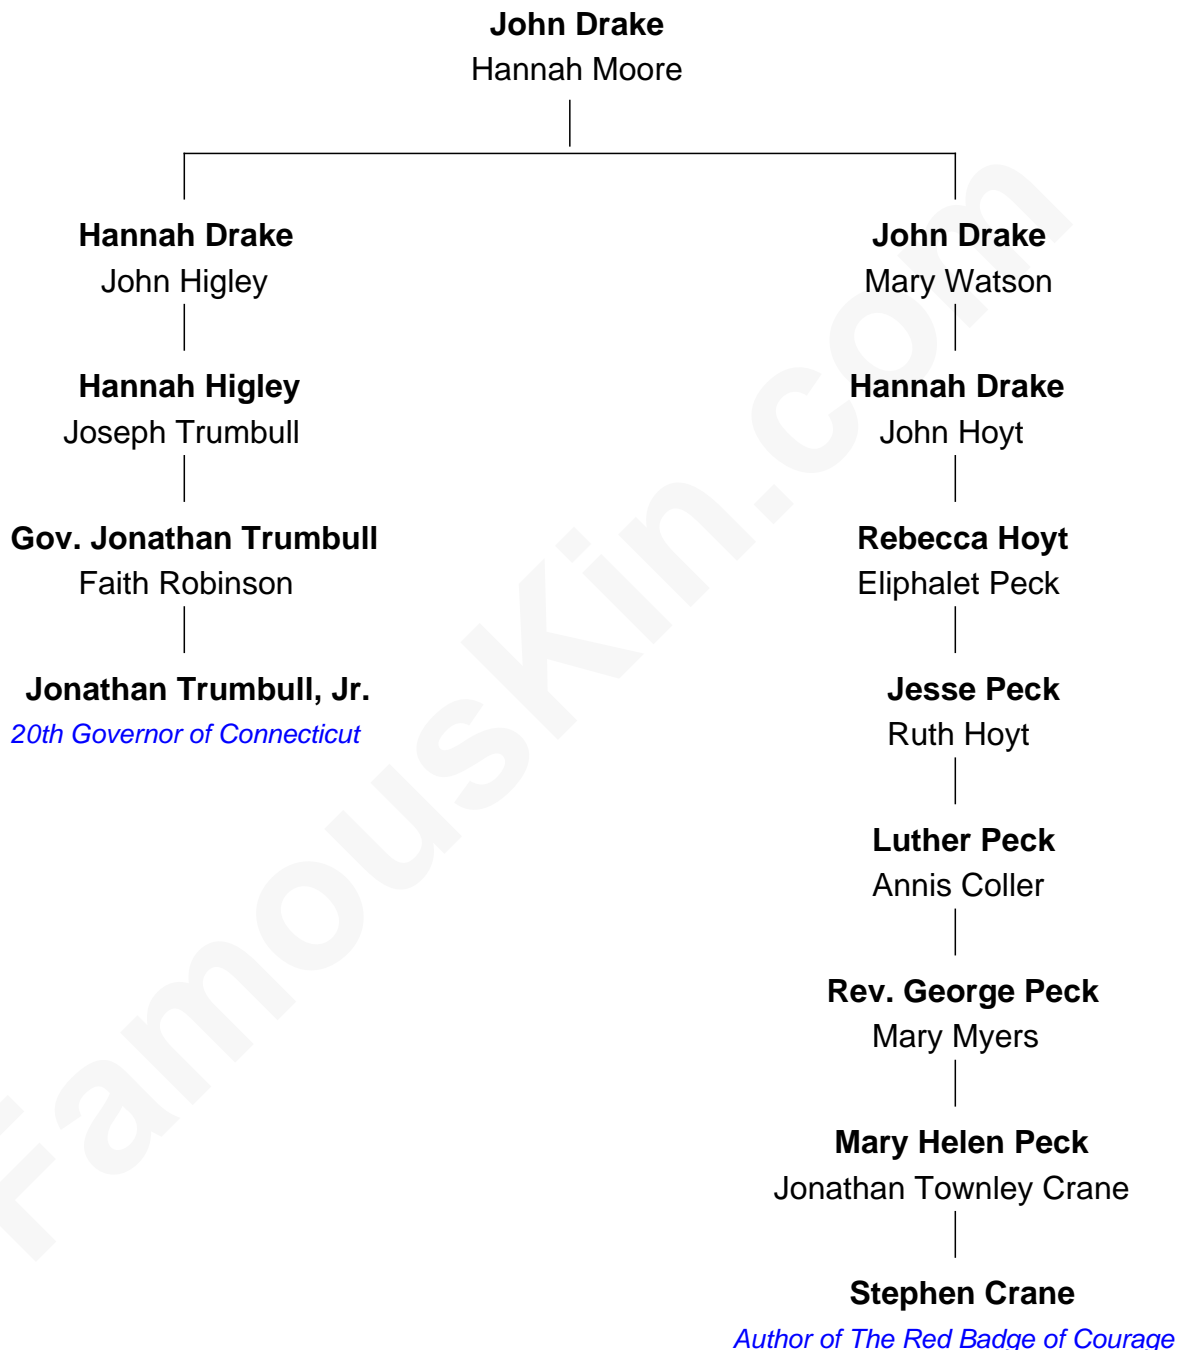 John Drake
Hannah Moore
Hannah Drake
John Higley
Hannah Higley
Joseph Trumbull
Gov. Jonathan Trumbull
Faith Robinson
Jonathan Trumbull, Jr.
20th Governor of Connecticut
John Drake
Mary Watson
Hannah Drake
John Hoyt
Rebecca Hoyt
Eliphalet Peck
Jesse Peck
Ruth Hoyt
Luther Peck
Annis Coller
Rev. George Peck
Mary Myers
Mary Helen Peck
Jonathan Townley Crane
Stephen Crane
Author of The Red Badge of Courage
FamousKin.com